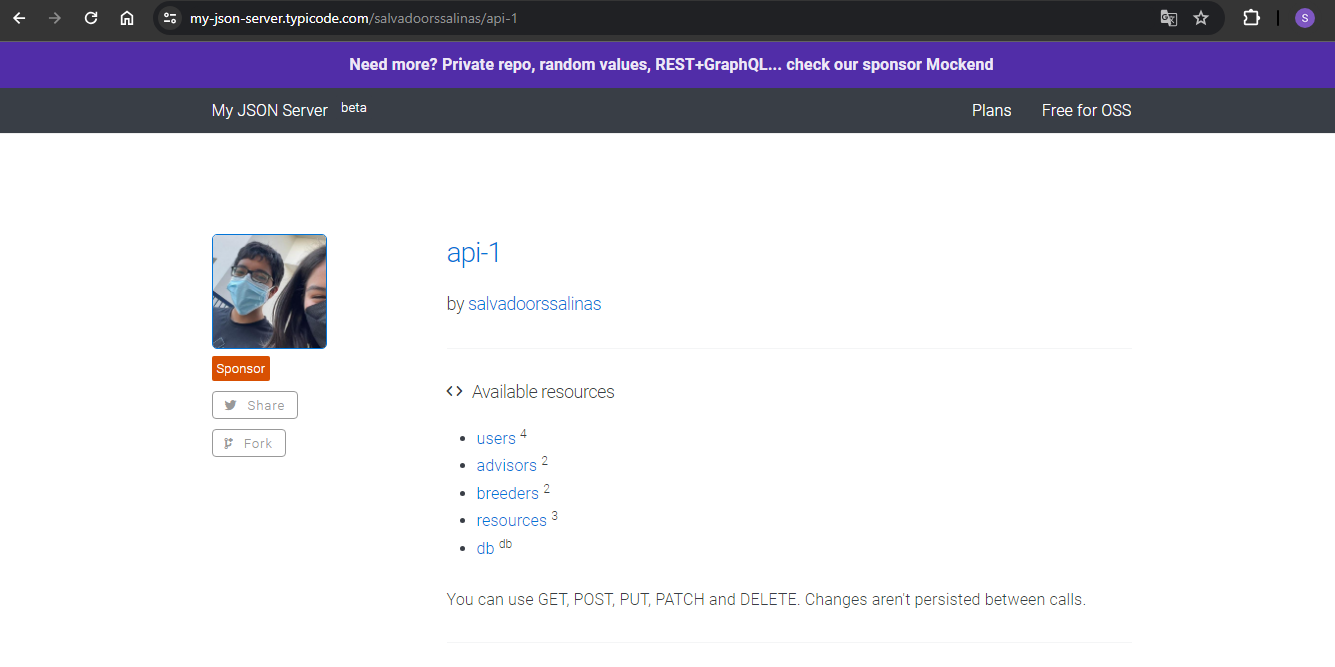 my-json-server.typicode.com/salvadoorssalinas/api-1
S
Need more? Private repo, random values, REST+GraphQL... check our sponsor Mockend
My JSON Server beta
Plans
Free for OSS
api-1
by salvadoorssalinas
Sponsor
Share
Fork
<> Available resources
users 4
advisors 2
breeders 2
resources 3
db db
You can use GET, POST, PUT, PATCH and DELETE. Changes aren't persisted between calls.